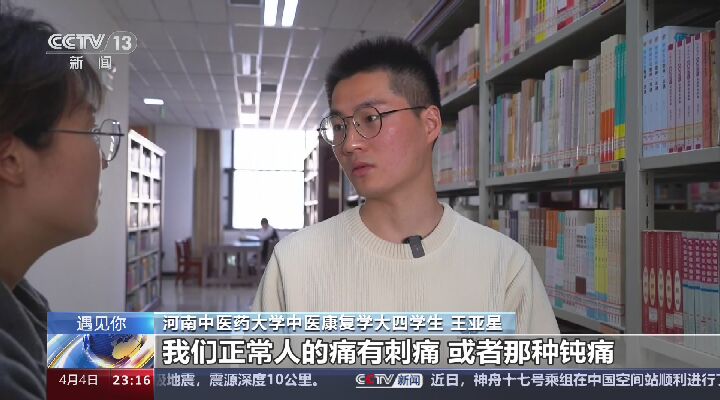 CCTV 13
新闻
遇见你
河南中医药大学中医康复学大四学生 王亚星
我们正常人的痛有刺痛 或者那种钝痛
4月4日 23:16 级地震,震源深度10公里。 CCTV新闻 近日,神舟十七号乘组在中国空间站顺利进行了